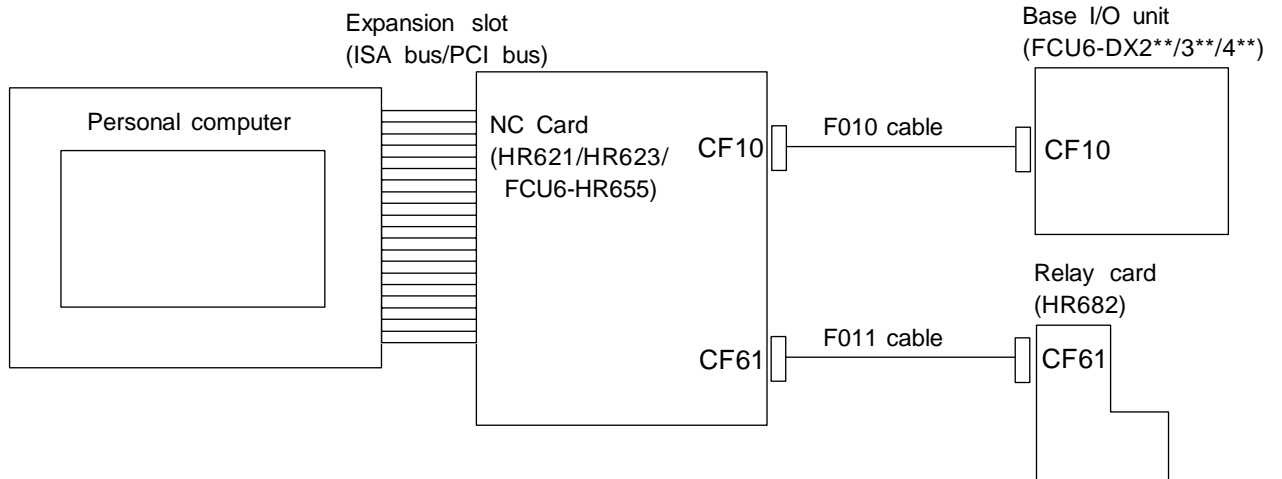 Expansion slot
(ISA bus/PCI bus)
Base I/O unit
(FCU6-DX2**/3**/4**)
Personal computer
NC Card
(HR621/HR623/
FCU6-HR655)
CF10
F010 cable
CF10
Relay card
(HR682)
CF61
F011 cable
CF61